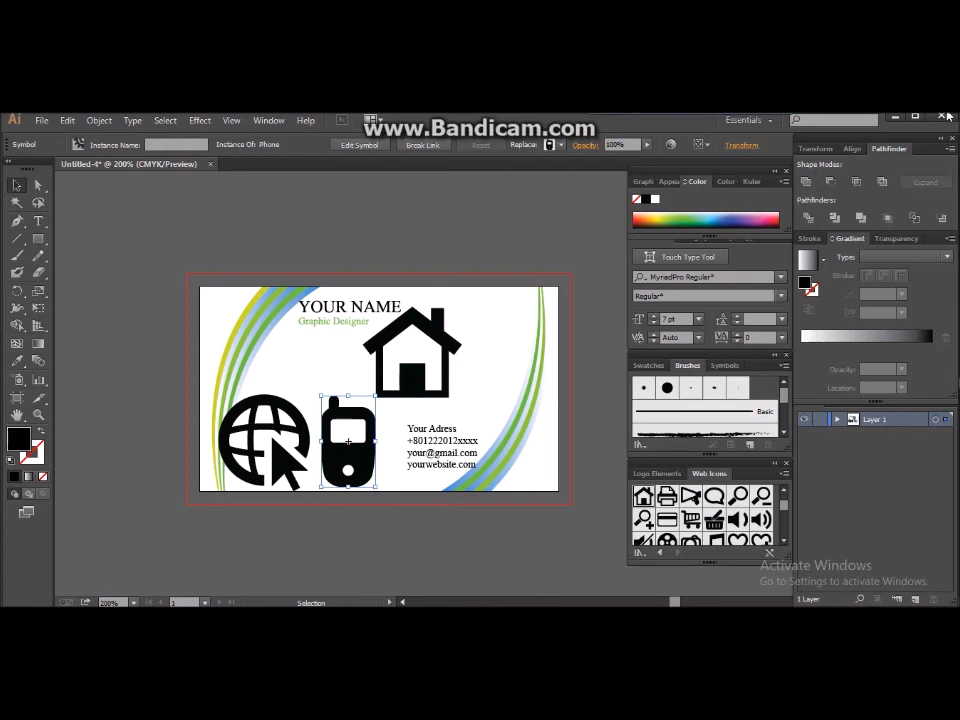 www.Bandicam.com
Ai File Edit Object Type Select Effect View Window Help Essentials
Symbol Instance Name: Instance Of: Phone Edit Symbol Break Link Reset Replace: Opacity: 100% Transform
Untitled-4* @ 200% (CMYK/Preview)
Transform Align Pathfinder
Shape Modes:
Expand
Pathfinders:
Color Color Kuler
Touch Type Tool
MyriadPro Regular*
Regular*
7 pt
Auto 0
Stroke Gradient Transparency
Type:
Stroke:
Opacity:
Location:
Swatches Brushes Symbols
Basic
Layer 1
Logo Elements Web Icons
YOUR NAME
Graphic Designer
Your Adress
+801222012xxxx
your@gmail.com
yourwebsite.com
Activate Windows
Go to Settings to activate Windows.
200% 1 Selection
1 Layer